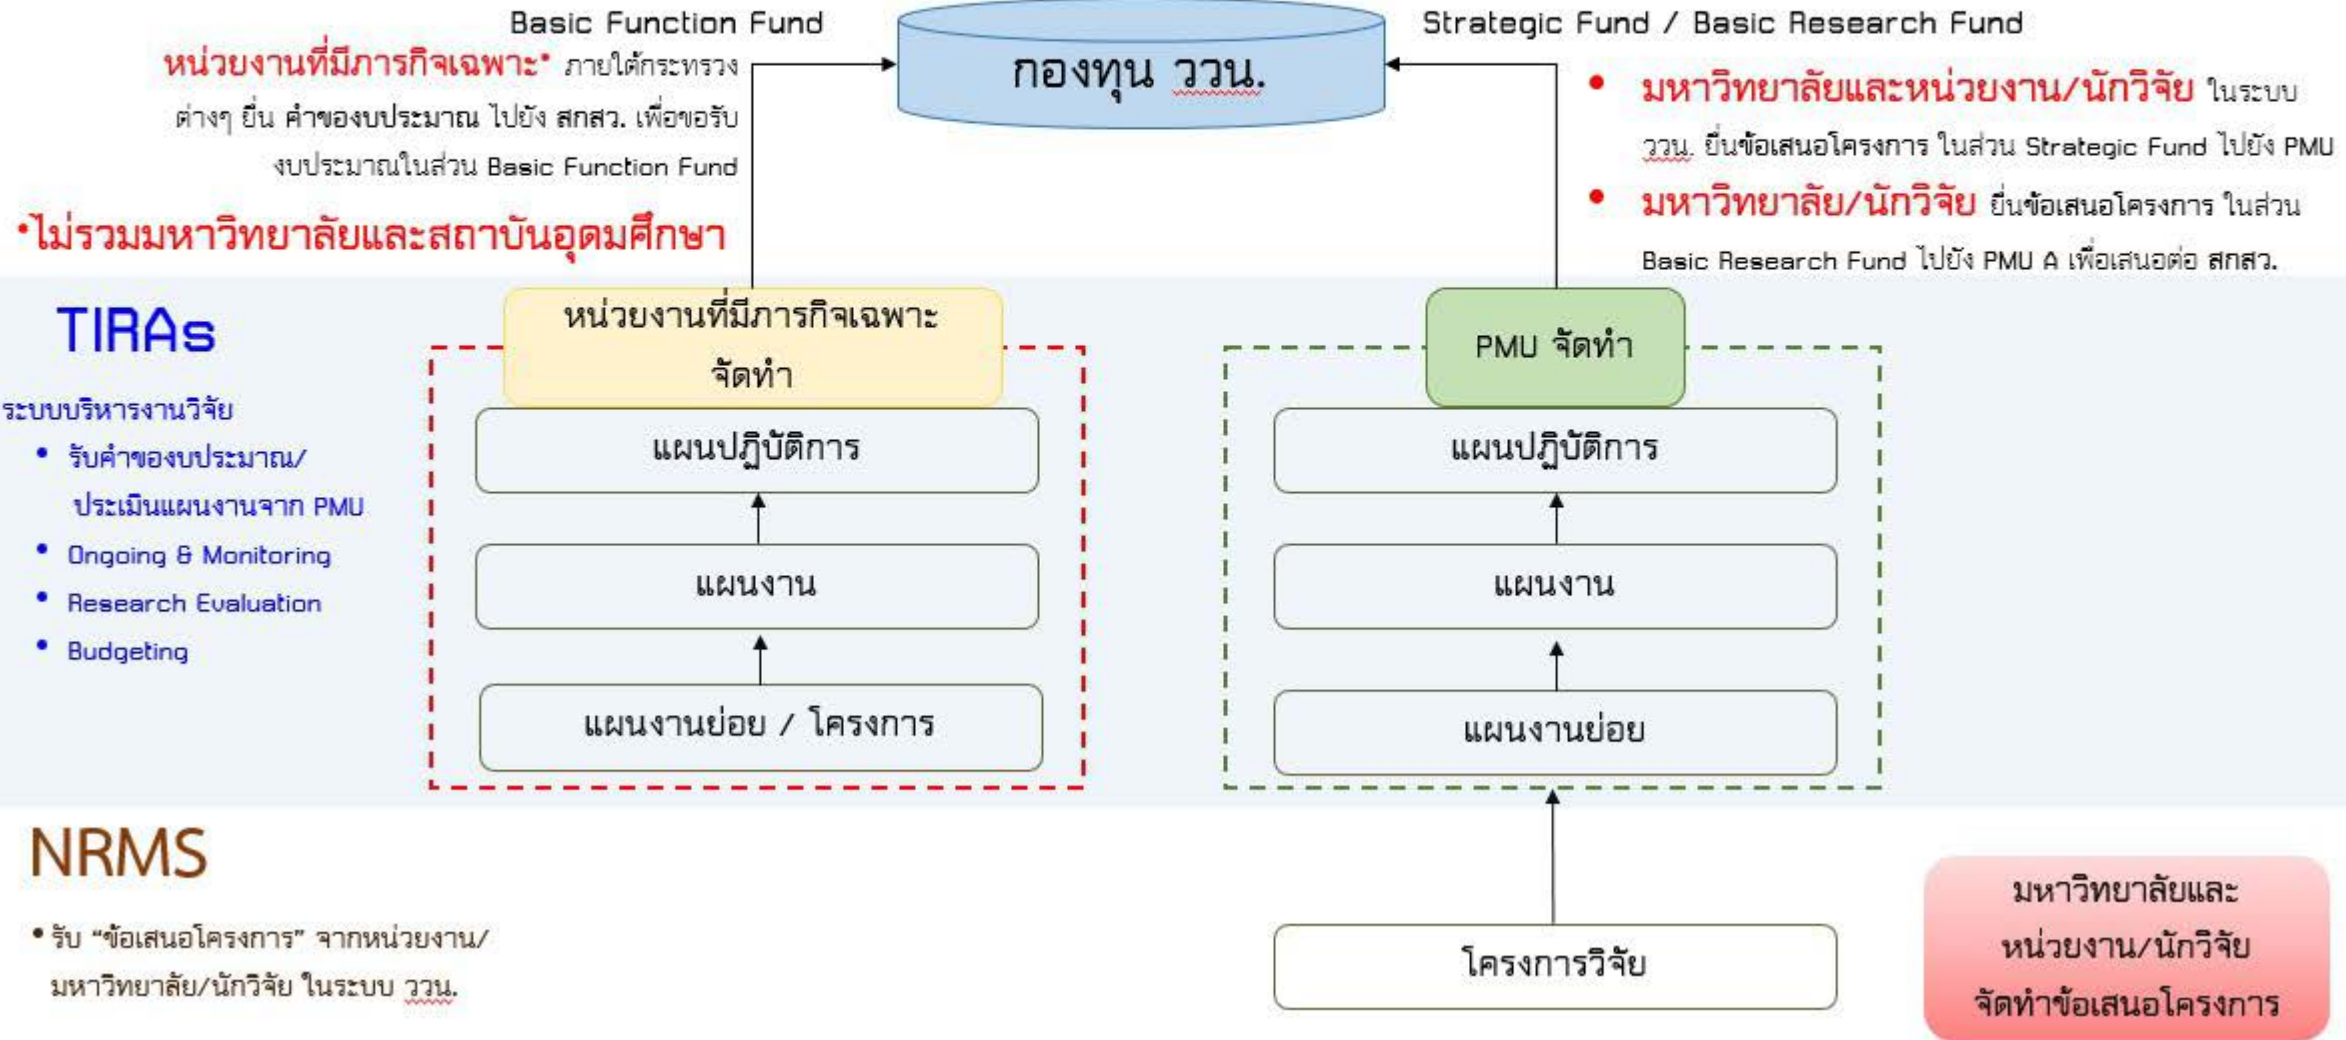 Basic Function Fund
หน่วยงานที่มีภารกิจเฉพาะ* ภายใต้กระทรวง
ต่างๆ ยื่น คำของบประมาณ ไปยัง สกสว. เพื่อขอรับ
งบประมาณในส่วน Basic Function Fund
*ไม่รวมมหาวิทยาลัยและสถาบันอุดมศึกษา
กองทุน ววน.
Strategic Fund / Basic Research Fund
• มหาวิทยาลัยและหน่วยงาน/นักวิจัย ในระบบ
ววน. ยื่นข้อเสนอโครงการ ในส่วน Strategic Fund ไปยัง PMU
• มหาวิทยาลัย/นักวิจัย ยื่นข้อเสนอโครงการ ในส่วน
Basic Research Fund ไปยัง PMU A เพื่อเสนอต่อ สกสว.
TIRAs
ระบบบริหารงานวิจัย
• รับคำของบประมาณ/
ประเมินแผนงานจาก PMU
• Ongoing & Monitoring
• Research Evaluation
• Budgeting
หน่วยงานที่มีภารกิจเฉพาะ
จัดทำ
แผนปฏิบัติการ
แผนงาน
แผนงานย่อย / โครงการ
PMU จัดทำ
แผนปฏิบัติการ
แผนงาน
แผนงานย่อย
NRMS
• รับ “ข้อเสนอโครงการ” จากหน่วยงาน/
มหาวิทยาลัย/นักวิจัย ในระบบ ววน.
โครงการวิจัย
มหาวิทยาลัยและ
หน่วยงาน/นักวิจัย
จัดทำข้อเสนอโครงการ